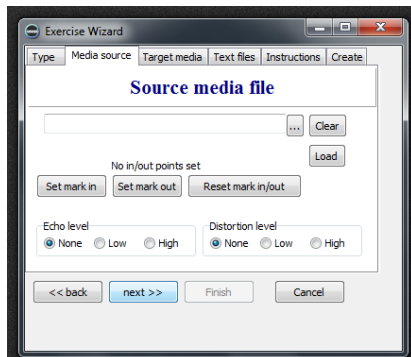 Exercise Wizard
Type Media source Target media Text files Instructions Create
Source media file
... Clear
Load
No in/out points set
Set mark in Set mark out Reset mark in/out
Echo level Distortion level
None Low High None Low High
<< back next >> Finish Cancel